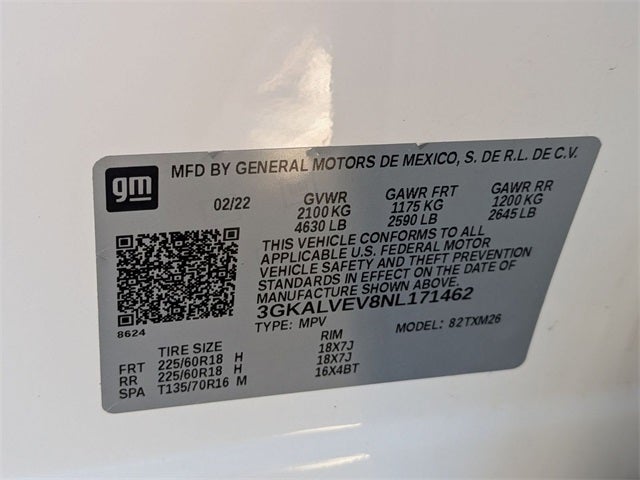 gm
MFD BY GENERAL MOTORS DE MEXICO, S. DE R.L. DE C.V.
02/22 GVWR GAWR FRT GAWR RR
2100 KG 1175 KG 1200 KG
4630 LB 2590 LB 2645 LB
THIS VEHICLE CONFORMS TO ALL
APPLICABLE U.S. FEDERAL MOTOR
VEHICLE SAFETY AND THEFT PREVENTION
STANDARDS IN EFFECT ON THE DATE OF
MANUFACTURE SHOWN ABOVE.
3GKALVEV8NL171462
8624
TYPE: MPV MODEL: 82TXM26
TIRE SIZE RIM
FRT 225/60R18 H 18X7J
RR 225/60R18 H 18X7J
SPA T135/70R16 M 16X4BT